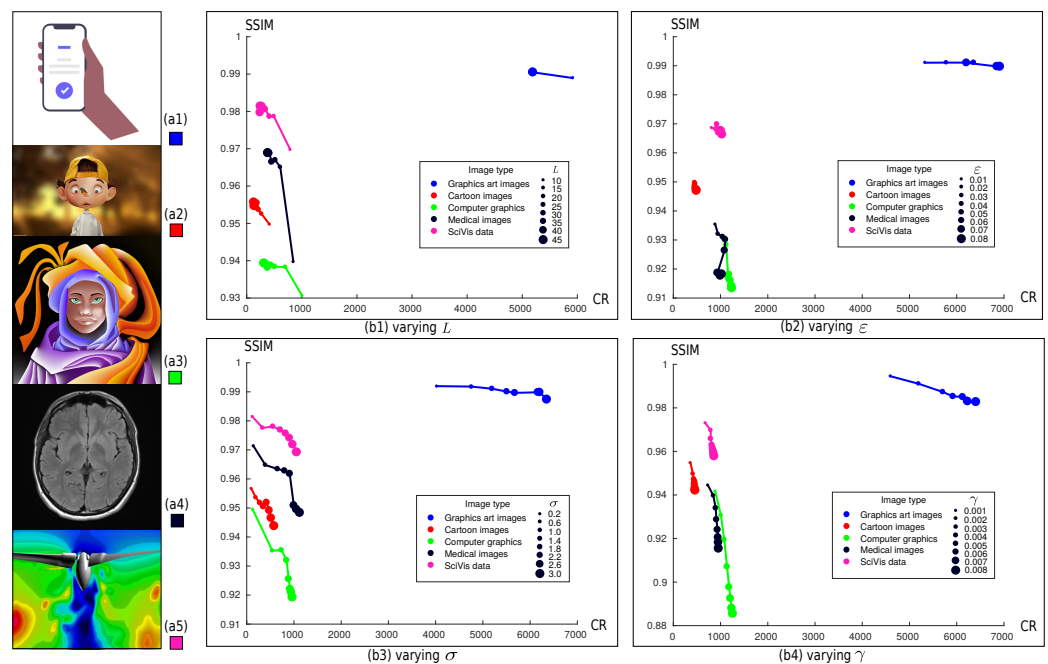 (a1)
(a2)
(a3)
(a4)
(a5)
SSIM
1
0.99
0.98
0.97
0.96
0.95
0.94
0.93
0 1000 2000 3000 4000 5000 6000 7000
CR
Image type L
Graphics art images
Cartoon images
Computer graphics
Medical images
SciVis data
10
15
20
25
30
35
40
45
(b1) varying L
SSIM
1
0.99
0.98
0.97
0.96
0.95
0.94
0.93
0.92
0.91
0 1000 2000 3000 4000 5000 6000 7000
CR
Image type ε
Graphics art images
Cartoon images
Computer graphics
Medical images
SciVis data
0.01
0.02
0.03
0.04
0.05
0.06
0.07
0.08
(b2) varying ε
SSIM
1
0.99
0.98
0.97
0.96
0.95
0.94
0.93
0.92
0.91
0 1000 2000 3000 4000 5000 6000 7000
CR
Image type σ
Graphics art images
Cartoon images
Computer graphics
Medical images
SciVis data
0.2
0.6
1.0
1.4
1.8
2.2
2.6
3.0
(b3) varying σ
SSIM
1
0.98
0.96
0.94
0.92
0.9
0.88
0 1000 2000 3000 4000 5000 6000 7000
CR
Image type γ
Graphics art images
Cartoon images
Computer graphics
Medical images
SciVis data
0.001
0.002
0.003
0.004
0.005
0.006
0.007
0.008
(b4) varying γ